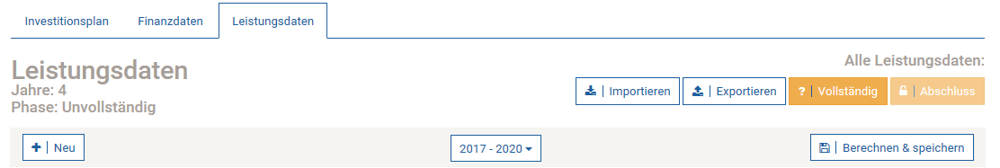 Investitionsplan Finanzdaten Leistungsdaten
Alle Leistungsdaten:
Leistungsdaten
Jahre: 4
Phase: Unvollständig
Importieren Exportieren ? Vollständig Abschluss
Neu 2017 - 2020 Berechnen & speichern